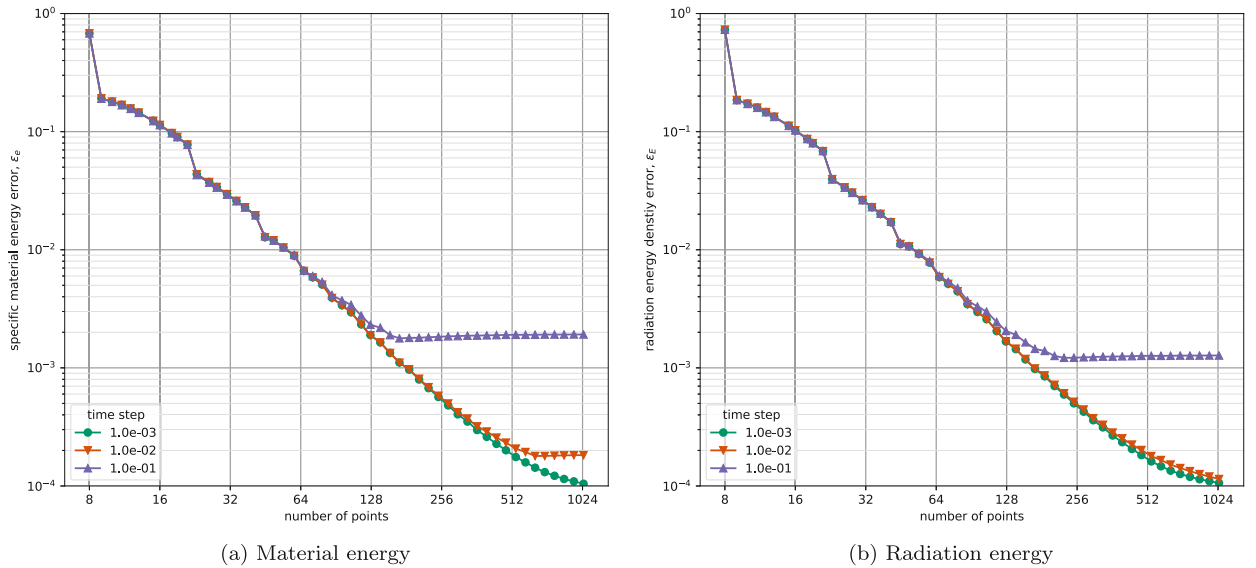 10⁰
10⁻¹
10⁻²
10⁻³
10⁻⁴
specific material energy error, εₑ
time step
1.0e-03
1.0e-02
1.0e-01
8 16 32 64 128 256 512 1024
number of points
(a) Material energy
10⁰
10⁻¹
10⁻²
10⁻³
10⁻⁴
radiation energy denstiy error, ε_E
time step
1.0e-03
1.0e-02
1.0e-01
8 16 32 64 128 256 512 1024
number of points
(b) Radiation energy